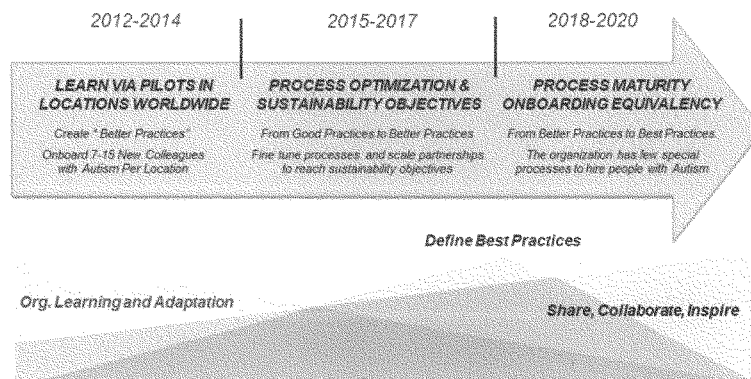 2012-2014
2015-2017
2018-2020
LEARN VIA PILOTS IN
LOCATIONS WORLDWIDE
Create "Better Practices"
Onboard 7-15 New Colleagues
with Autism Per Location
PROCESS OPTIMIZATION &
SUSTAINABILITY OBJECTIVES
From Good Practices to Better Practices
Fine tune processes and scale partnerships
to reach sustainability objectives
PROCESS MATURITY
ONBOARDING EQUIVALENCY
From Better Practices to Best Practices
The organization has few special
processes to hire people with Autism
Define Best Practices
Org. Learning and Adaptation
Share, Collaborate, Inspire